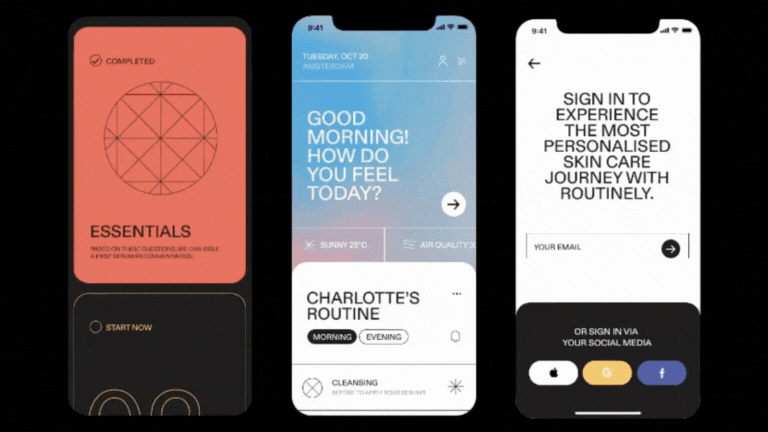 COMPLETED
ESSENTIALS
BASED ON THESE QUESTIONS, WE CAN GIVE
A FIRST SERUM RECOMMENDATION.
START NOW
9:41
TUESDAY, OCT 20
AMSTERDAM
GOOD
MORNING!
HOW DO
YOU FEEL
TODAY?
SUNNY 25°C
AIR QUALITY
CHARLOTTE'S
ROUTINE
MORNING
EVENING
CLEANSING
BEFORE TO APPLY YOUR SERUMS
9:41
SIGN IN TO
EXPERIENCE
THE MOST
PERSONALISED
SKIN CARE
JOURNEY WITH
ROUTINELY.
YOUR EMAIL
OR SIGN IN VIA
YOUR SOCIAL MEDIA
G
f